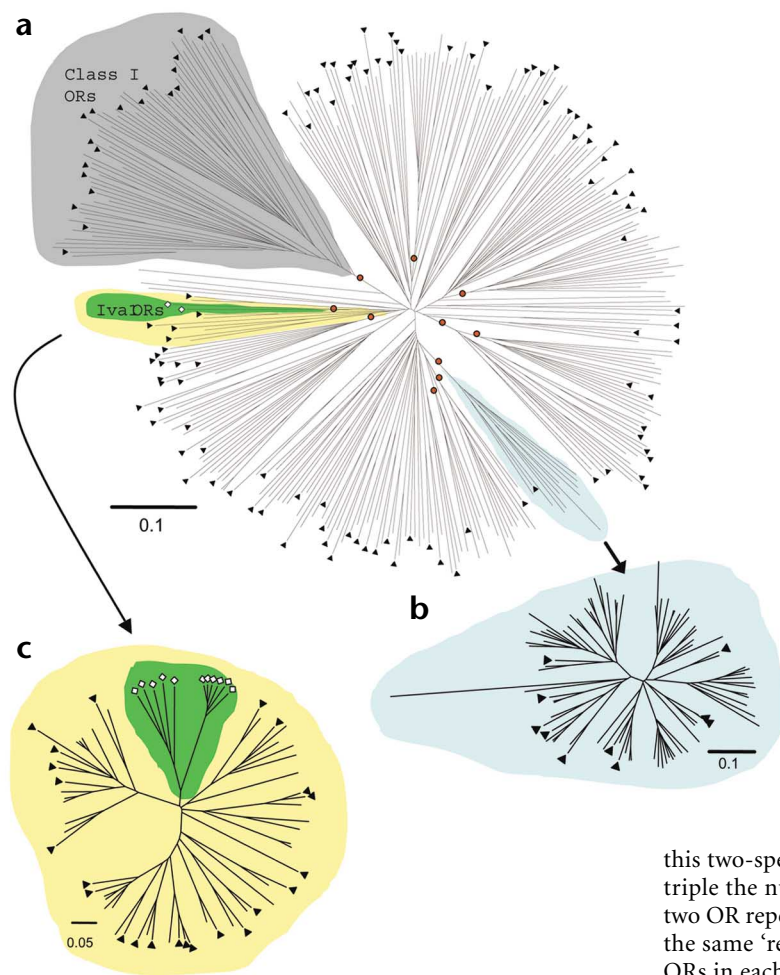 a
Class I
ORs
IvaDRs
0.1
b
0.1
c
0.05
this two-spe
triple the n
two OR repe
the same ‘re
ORs in each